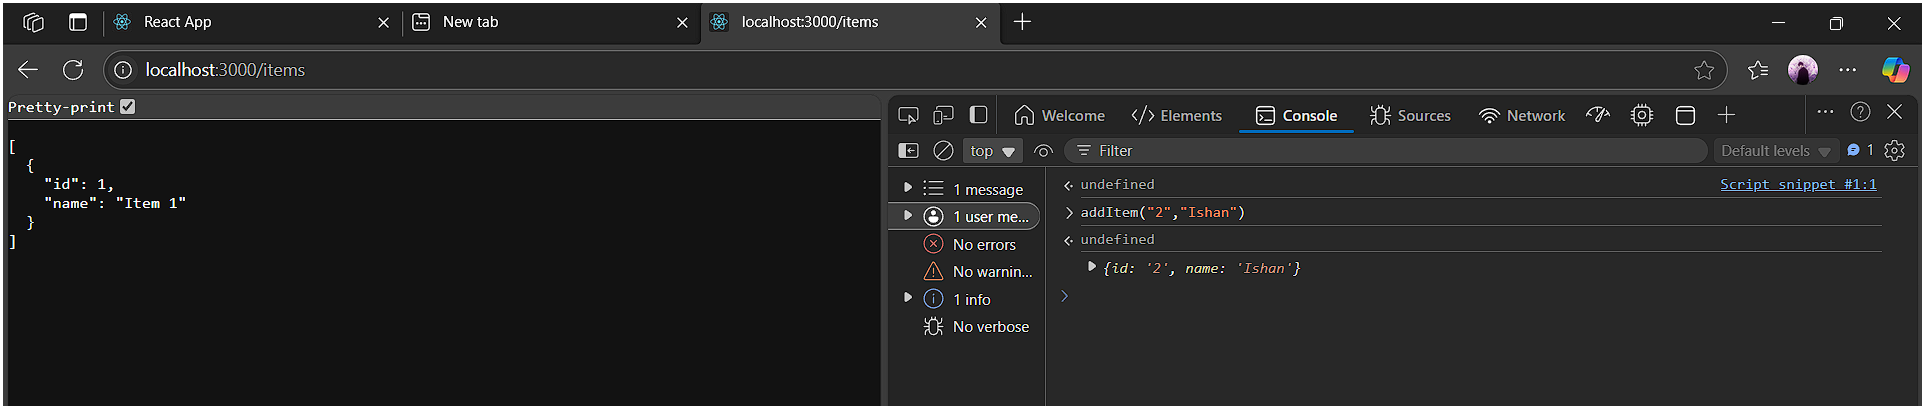 React App
New tab
localhost:3000/items
localhost:3000/items
Pretty-print
[
  {
    "id": 1,
    "name": "Item 1"
  }
]
Welcome
Elements
Console
Sources
Network
top
Filter
Default levels
1
1 message
1 user me...
No errors
No warnin...
1 info
No verbose
undefined
Script snippet #1:1
addItem("2","Ishan")
undefined
{id: '2', name: 'Ishan'}